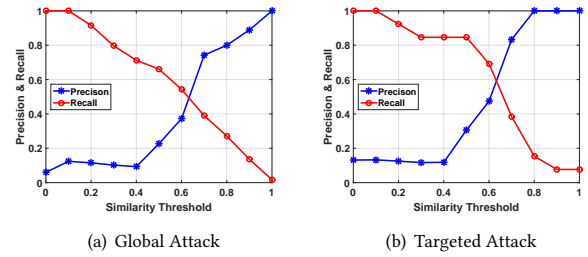 1
0.8
0.6
0.4
0.2
0
Precision & Recall
Precison
Recall
0 0.2 0.4 0.6 0.8 1
Similarity Threshold
(a) Global Attack
1
0.8
0.6
0.4
0.2
0
Precision & Recall
Precison
Recall
0 0.2 0.4 0.6 0.8 1
Similarity Threshold
(b) Targeted Attack